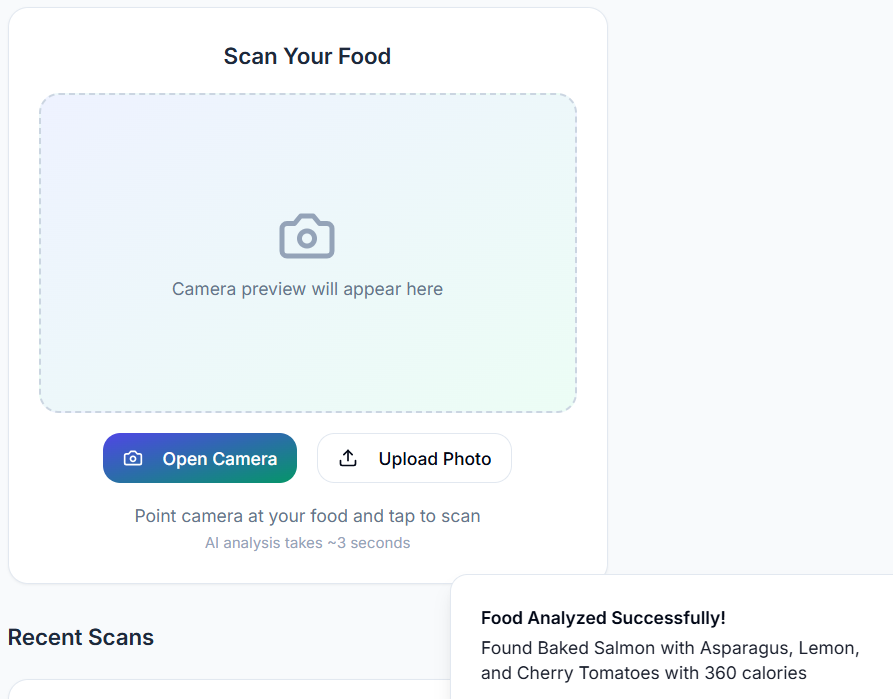 Scan Your Food
Camera preview will appear here
Open Camera
Upload Photo
Point camera at your food and tap to scan
AI analysis takes ~3 seconds
Recent Scans
Food Analyzed Successfully!
Found Baked Salmon with Asparagus, Lemon,
and Cherry Tomatoes with 360 calories